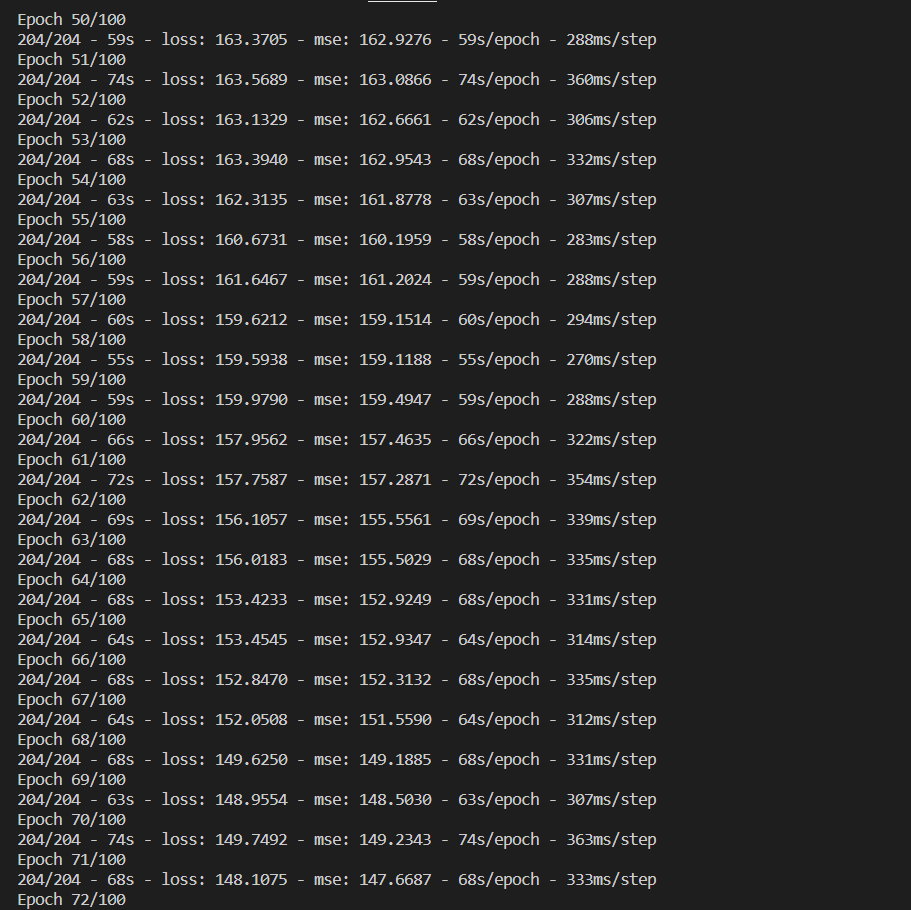 Epoch 50/100
204/204 - 59s - loss: 163.3705 - mse: 162.9276 - 59s/epoch - 288ms/step
Epoch 51/100
204/204 - 74s - loss: 163.5689 - mse: 163.0866 - 74s/epoch - 360ms/step
Epoch 52/100
204/204 - 62s - loss: 163.1329 - mse: 162.6661 - 62s/epoch - 306ms/step
Epoch 53/100
204/204 - 68s - loss: 163.3940 - mse: 162.9543 - 68s/epoch - 332ms/step
Epoch 54/100
204/204 - 63s - loss: 162.3135 - mse: 161.8778 - 63s/epoch - 307ms/step
Epoch 55/100
204/204 - 58s - loss: 160.6731 - mse: 160.1959 - 58s/epoch - 283ms/step
Epoch 56/100
204/204 - 59s - loss: 161.6467 - mse: 161.2024 - 59s/epoch - 288ms/step
Epoch 57/100
204/204 - 60s - loss: 159.6212 - mse: 159.1514 - 60s/epoch - 294ms/step
Epoch 58/100
204/204 - 55s - loss: 159.5938 - mse: 159.1188 - 55s/epoch - 270ms/step
Epoch 59/100
204/204 - 59s - loss: 159.9790 - mse: 159.4947 - 59s/epoch - 288ms/step
Epoch 60/100
204/204 - 66s - loss: 157.9562 - mse: 157.4635 - 66s/epoch - 322ms/step
Epoch 61/100
204/204 - 72s - loss: 157.7587 - mse: 157.2871 - 72s/epoch - 354ms/step
Epoch 62/100
204/204 - 69s - loss: 156.1057 - mse: 155.5561 - 69s/epoch - 339ms/step
Epoch 63/100
204/204 - 68s - loss: 156.0183 - mse: 155.5029 - 68s/epoch - 335ms/step
Epoch 64/100
204/204 - 68s - loss: 153.4233 - mse: 152.9249 - 68s/epoch - 331ms/step
Epoch 65/100
204/204 - 64s - loss: 153.4545 - mse: 152.9347 - 64s/epoch - 314ms/step
Epoch 66/100
204/204 - 68s - loss: 152.8470 - mse: 152.3132 - 68s/epoch - 335ms/step
Epoch 67/100
204/204 - 64s - loss: 152.0508 - mse: 151.5590 - 64s/epoch - 312ms/step
Epoch 68/100
204/204 - 68s - loss: 149.6250 - mse: 149.1885 - 68s/epoch - 331ms/step
Epoch 69/100
204/204 - 63s - loss: 148.9554 - mse: 148.5030 - 63s/epoch - 307ms/step
Epoch 70/100
204/204 - 74s - loss: 149.7492 - mse: 149.2343 - 74s/epoch - 363ms/step
Epoch 71/100
204/204 - 68s - loss: 148.1075 - mse: 147.6687 - 68s/epoch - 333ms/step
Epoch 72/100